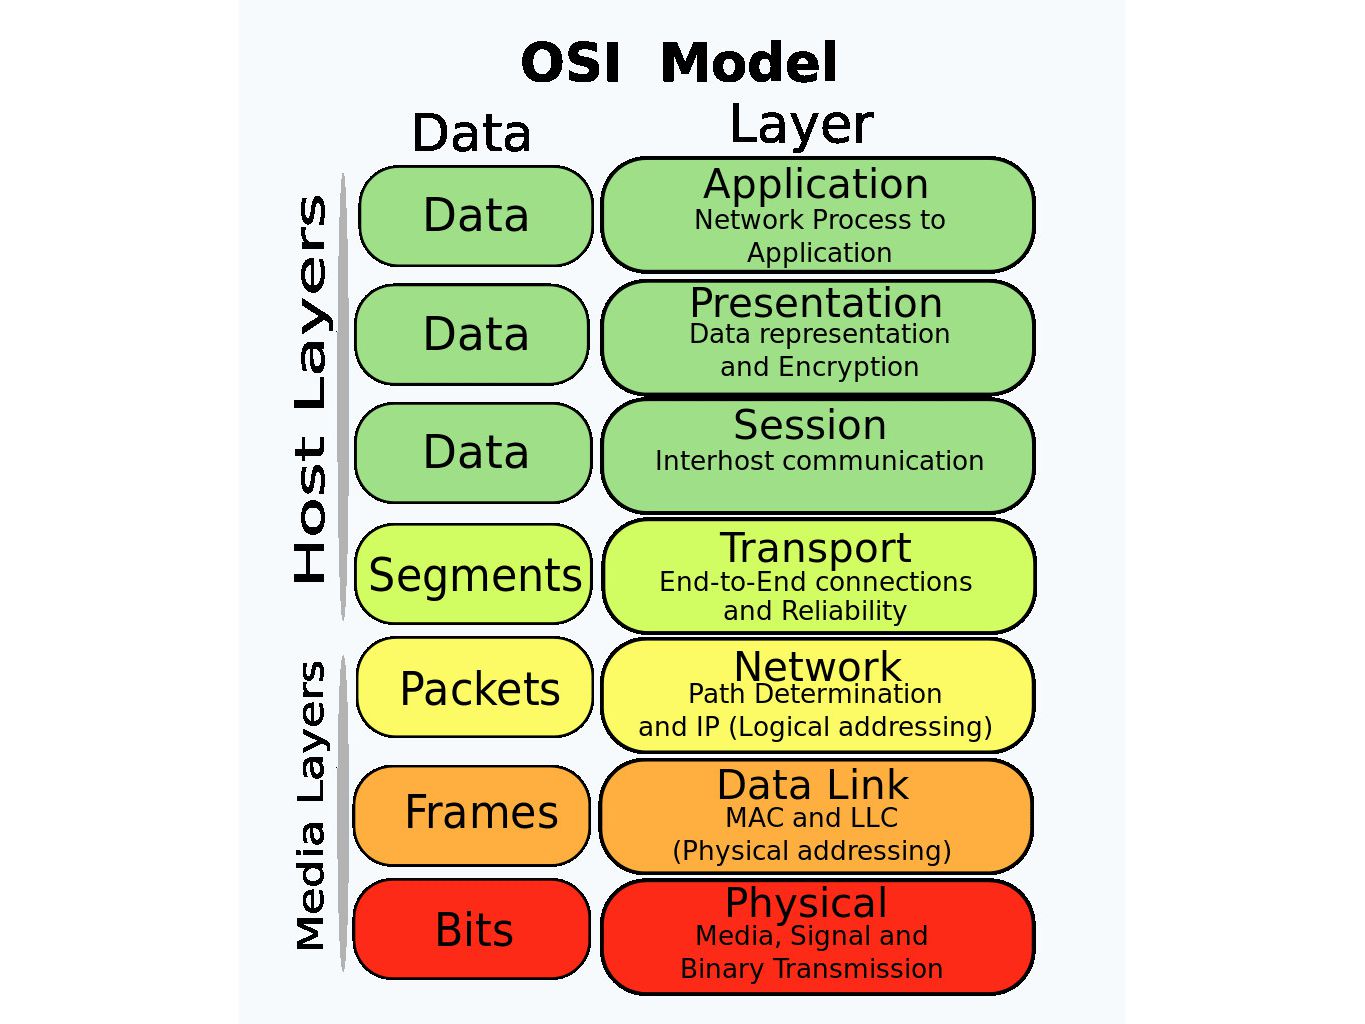 OSI Model
Data
Layer
Host Layers
Data
Application
Network Process to
Application
Data
Presentation
Data representation
and Encryption
Data
Session
Interhost communication
Segments
Transport
End-to-End connections
and Reliability
Media Layers
Packets
Network
Path Determination
and IP (Logical addressing)
Frames
Data Link
MAC and LLC
(Physical addressing)
Bits
Physical
Media, Signal and
Binary Transmission